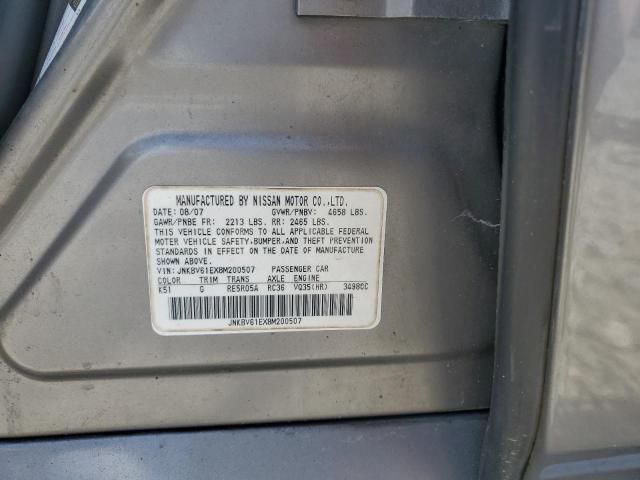 MANUFACTURED BY NISSAN MOTOR CO.,LTD.
DATE: 08/07 GVWR/PNBV: 4658 LBS.
GAWR/PNBE FR: 2213 LBS. RR: 2465 LBS.
THIS VEHICLE CONFORMS TO ALL APPLICABLE FEDERAL
MOTOR VEHICLE SAFETY,BUMPER,AND THEFT PREVENTION
STANDARDS IN EFFECT ON THE DATE OF MANUFACTURE
SHOWN ABOVE.
VIN: JNKBV61EX8M200507 PASSENGER CAR
COLOR TRIM TRANS AXLE ENGINE
K51 G RE5R05A RC36 VQ35(HR) 34980C
JNKBV61EX8M200507